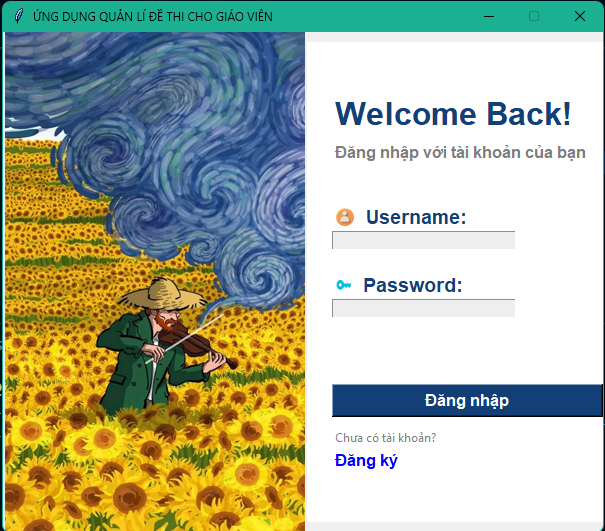 ỨNG DỤNG QUẢN LÍ ĐỀ THI CHO GIÁO VIÊN
Welcome Back!
Đăng nhập với tài khoản của bạn
Username:
Password:
Đăng nhập
Chưa có tài khoản?
Đăng ký